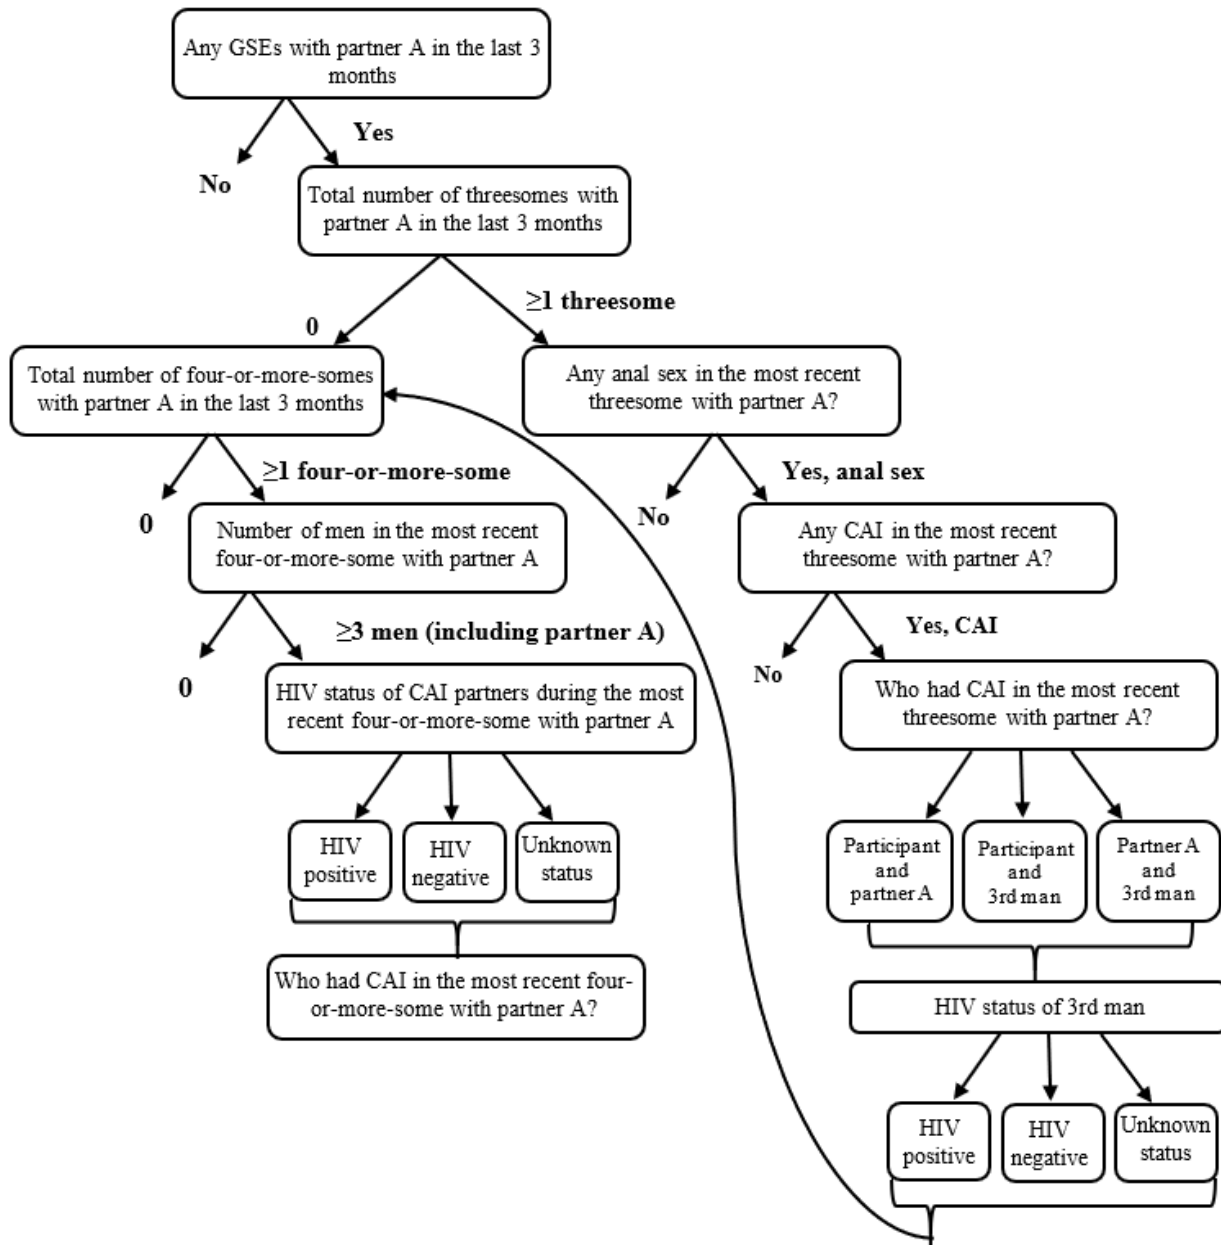 Any GSEs with partner A in the last 3
months
Yes
No
Total number of threesomes with
partner A in the last 3 months
≥1 threesome
0
Total number of four-or-more-somes
with partner A in the last 3 months
Any anal sex in the most recent
threesome with partner A?
≥1 four-or-more-some
Yes, anal sex
0
No
Number of men in the most recent
four-or-more-some with partner A
Any CAI in the most recent
threesome with partner A?
≥3 men (including partner A)
Yes, CAI
0
No
HIV status of CAI partners during the most
recent four-or-more-some with partner A
Who had CAI in the most recent
threesome with partner A?
HIV
positive
HIV
negative
Unknown
status
Participant
and
partner A
Participant
and
3rd man
Partner A
and
3rd man
Who had CAI in the most recent four-
or-more-some with partner A?
HIV status of 3rd man
HIV
positive
HIV
negative
Unknown
status